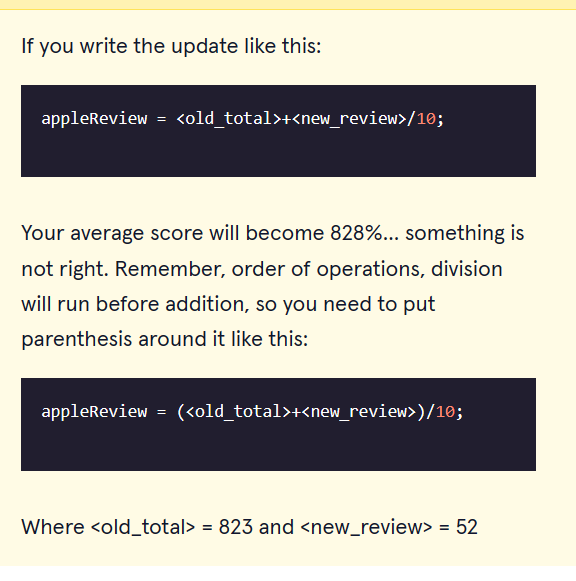 If you write the update like this:
appleReview = <old_total>+<new_review>/10;
Your average score will become 828%... something is
not right. Remember, order of operations, division
will run before addition, so you need to put
parenthesis around it like this:
appleReview = (<old_total>+<new_review>)/10;
Where <old_total> = 823 and <new_review> = 52